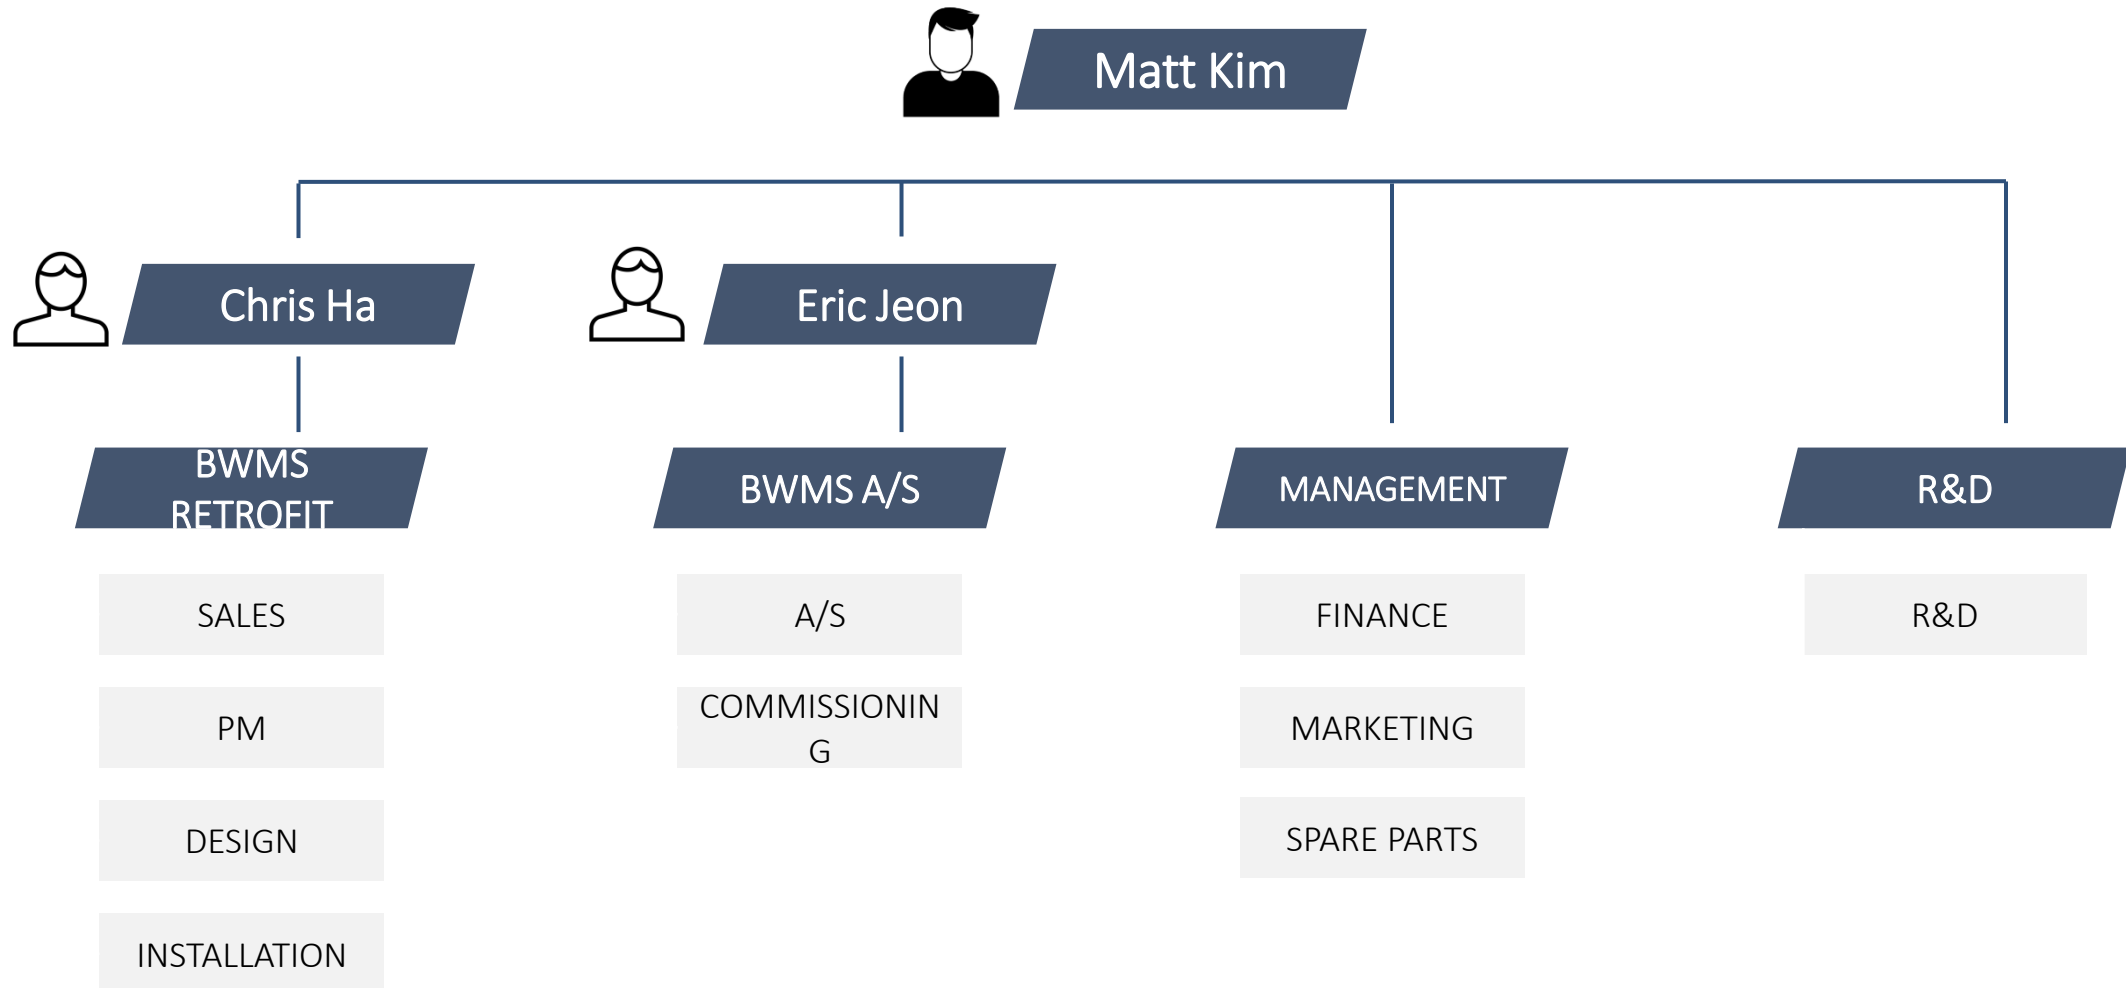 Matt Kim
Chris Ha
Eric Jeon
BWMS
RETROFIT
BWMS A/S
MANAGEMENT
R&D
SALES
A/S
FINANCE
R&D
PM
COMMISSIONIN
G
MARKETING
DESIGN
SPARE PARTS
INSTALLATION